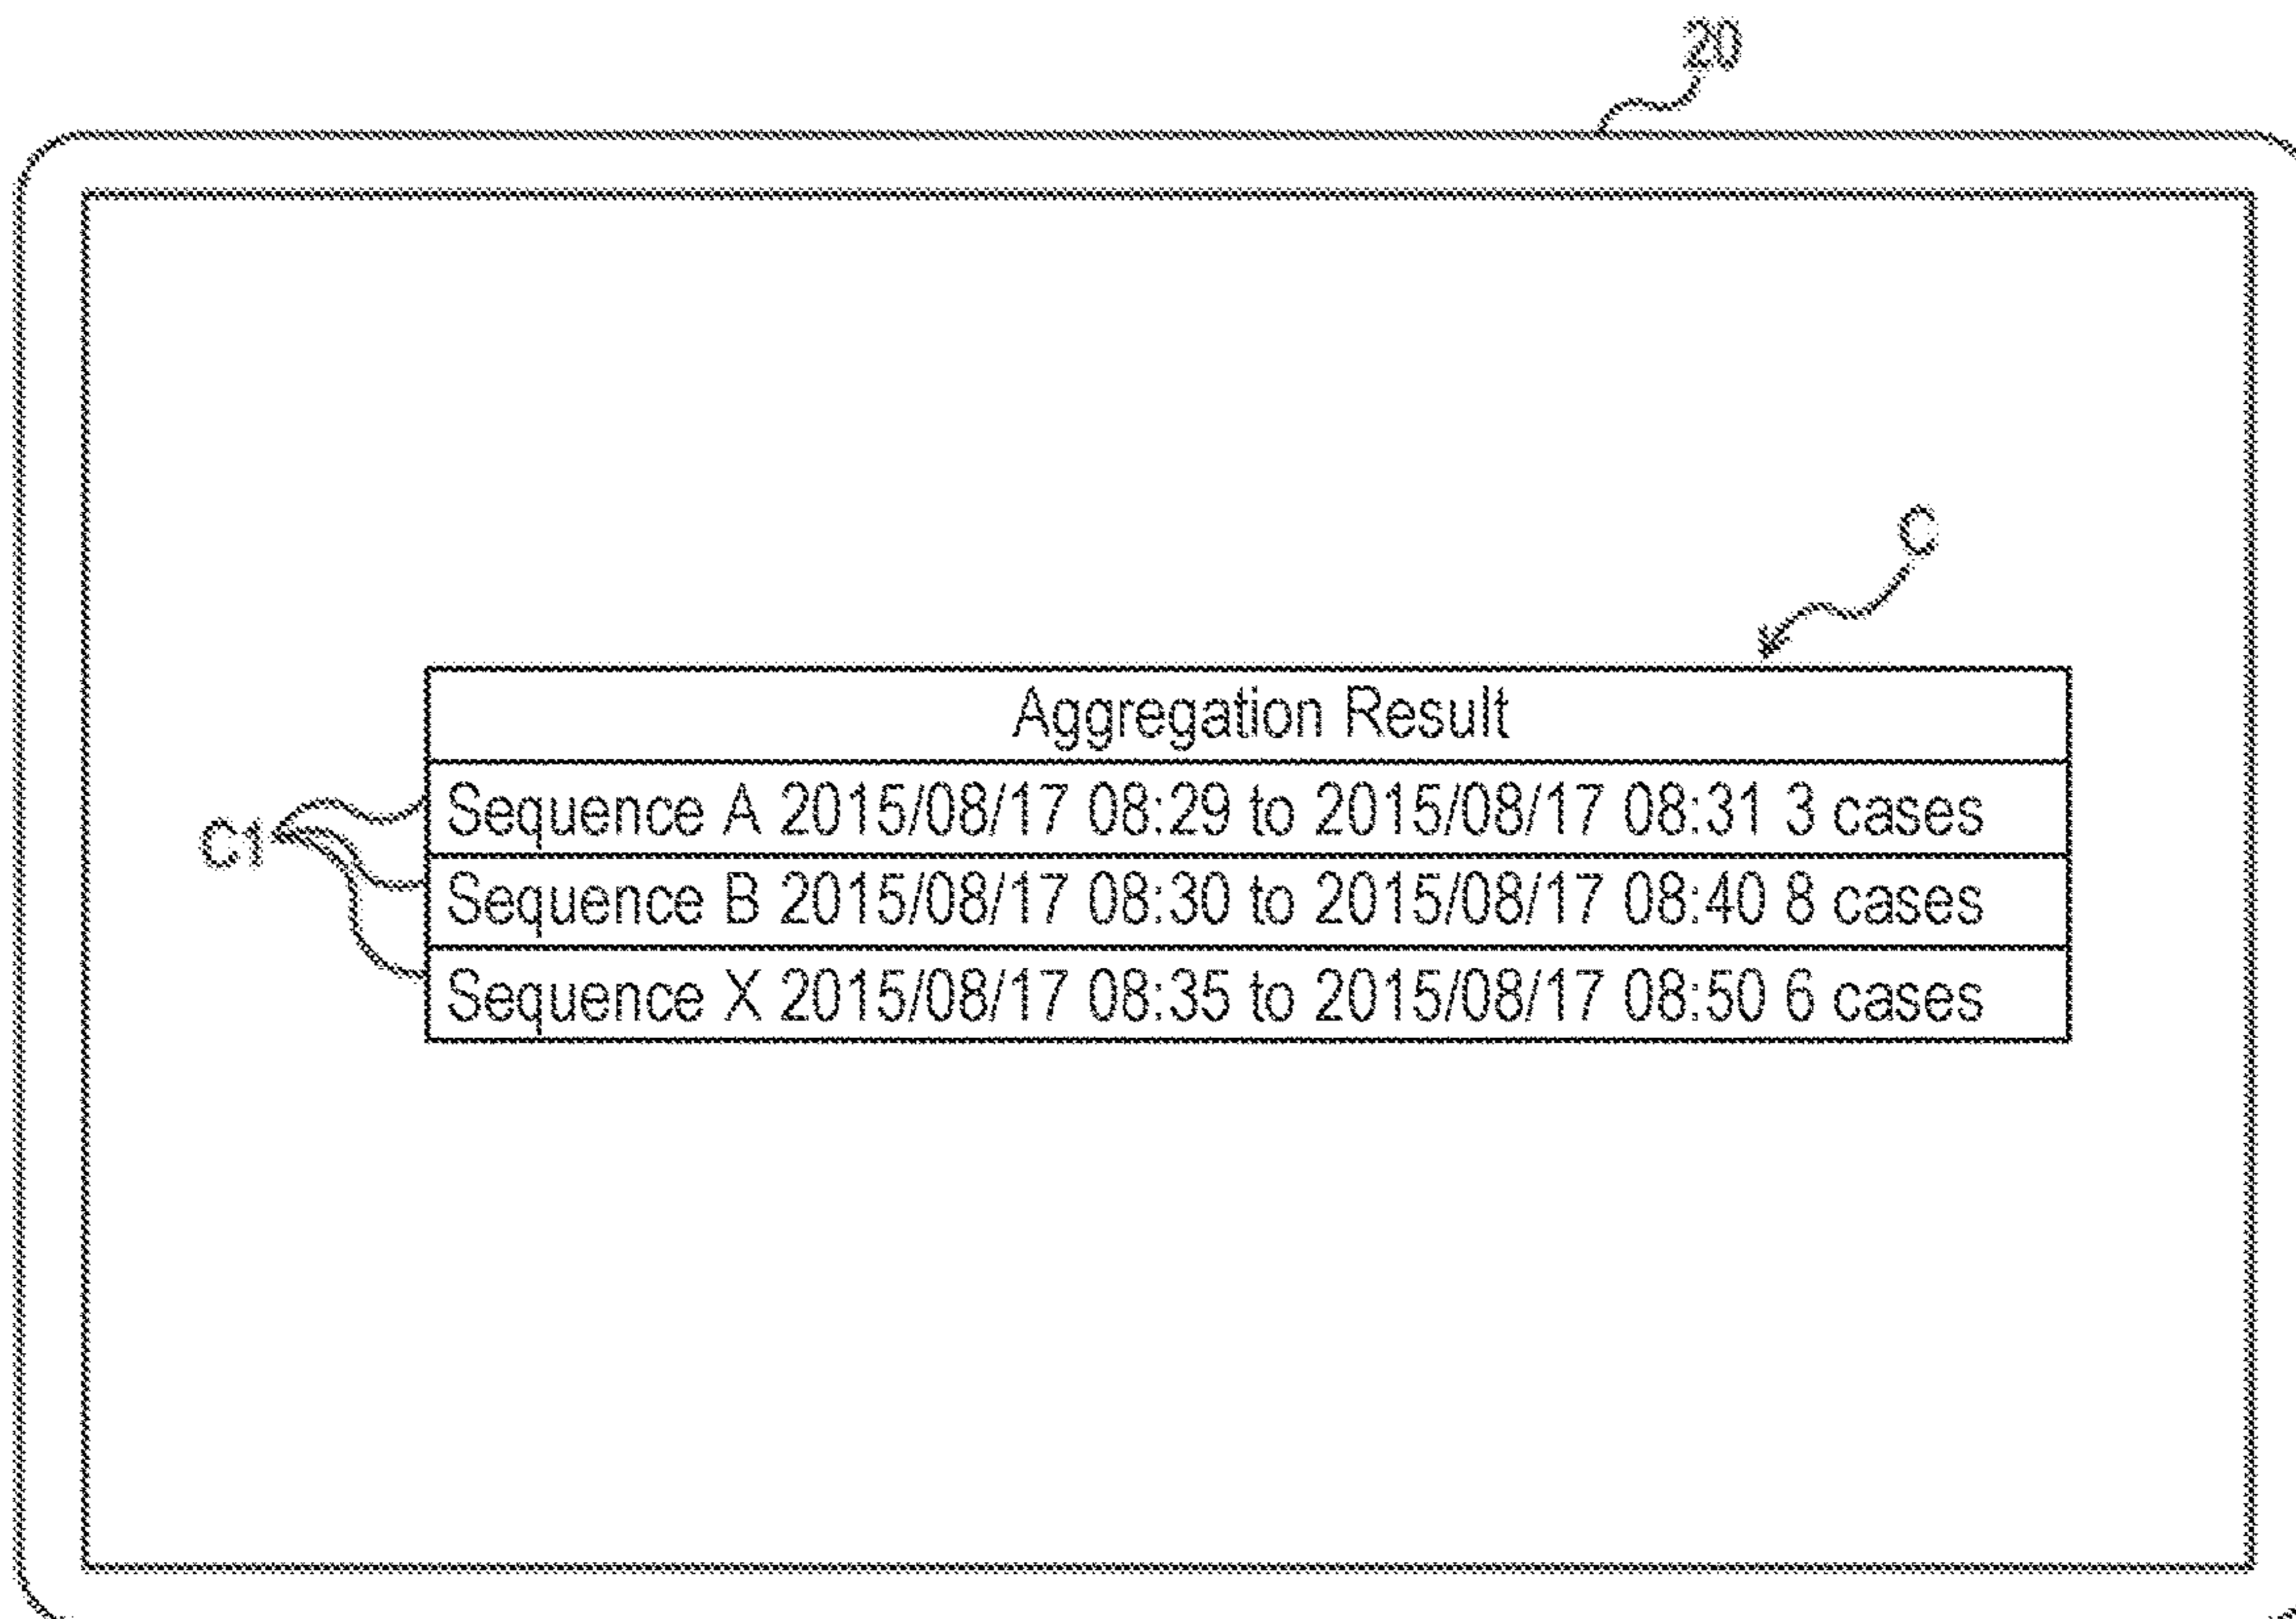 20
C
Aggregation Result
C1
Sequence A 2015/08/17 08:29 to 2015/08/17 08:31 3 cases
Sequence B 2015/08/17 08:30 to 2015/08/17 08:40 8 cases
Sequence X 2015/08/17 08:35 to 2015/08/17 08:50 6 cases